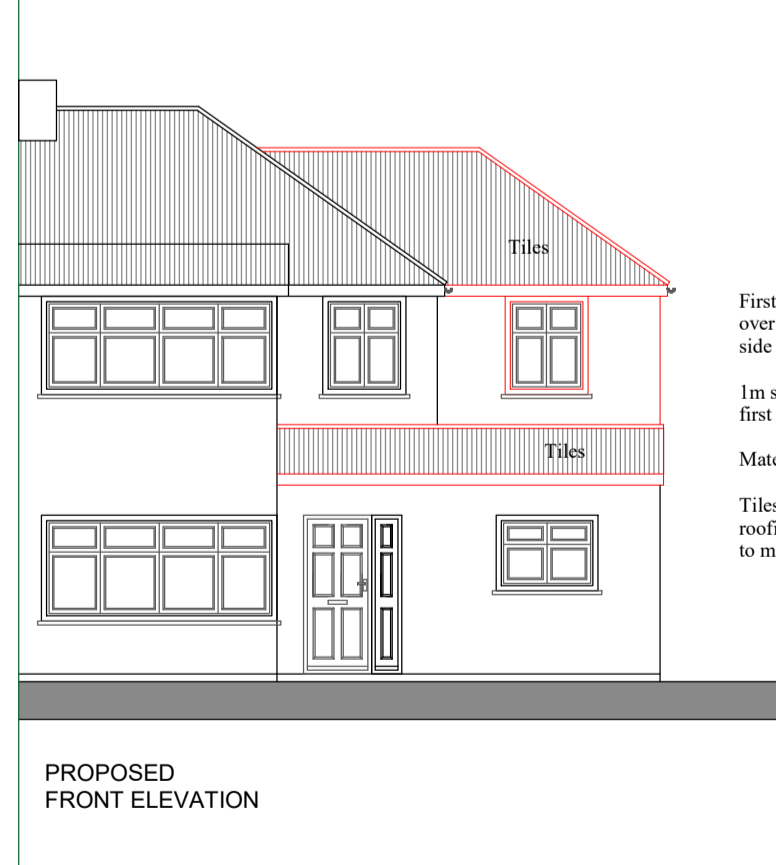 Tiles
First
over
side
1m s
first
Tiles
Mate
Tiles
roofi
to m
PROPOSED
FRONT ELEVATION